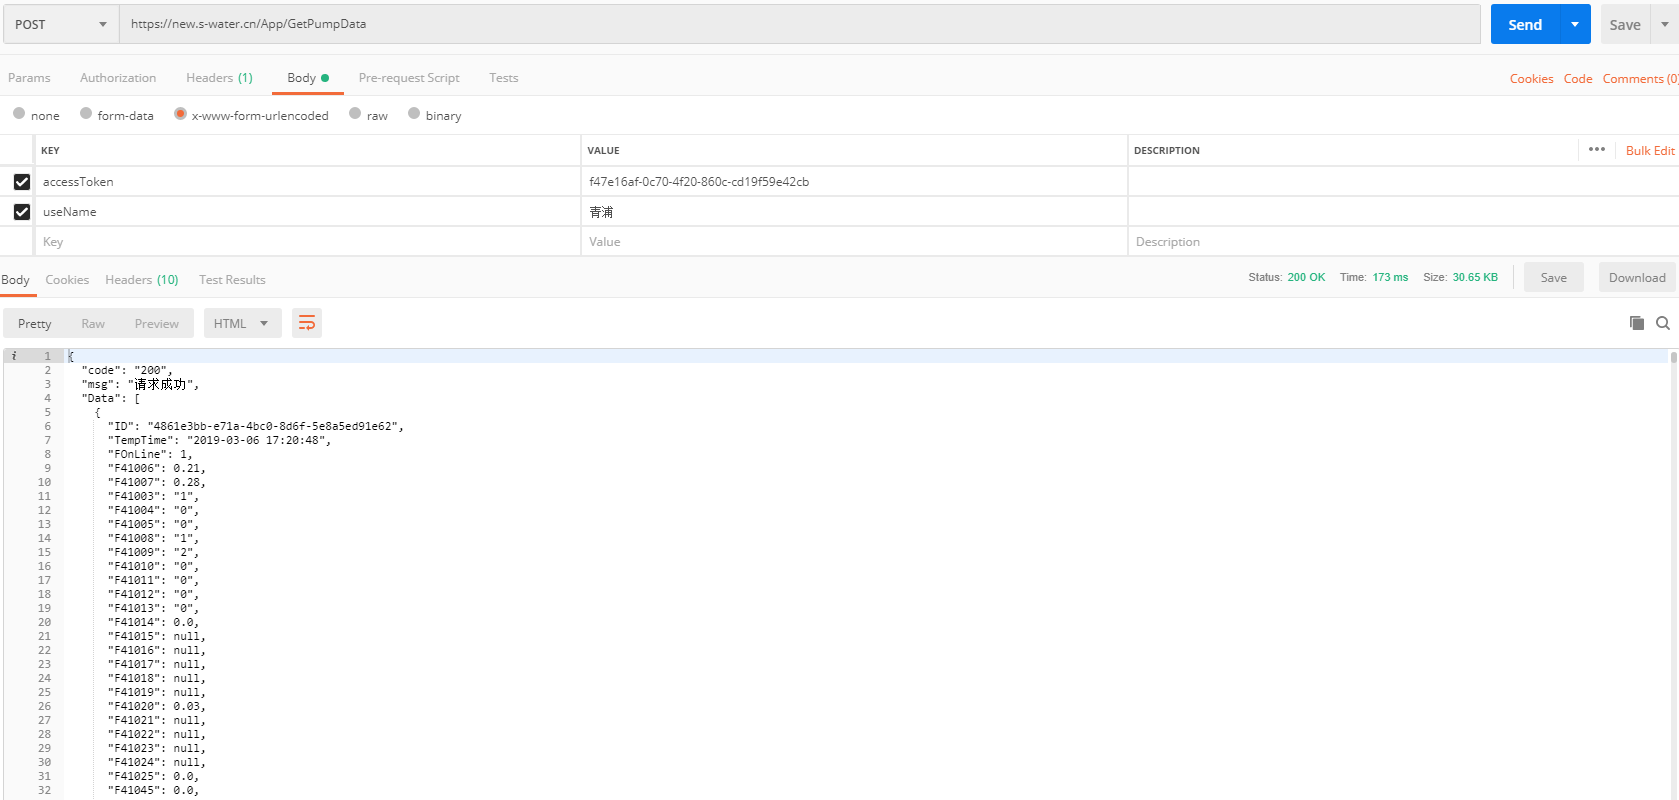 POST https://new.s-water.cn/App/GetPumpData Send Save
Params Authorization Headers (1) Body Pre-request Script Tests Cookies Code Comments (0)
none form-data x-www-form-urlencoded raw binary
KEY VALUE DESCRIPTION ••• Bulk Edit
accessToken f47e16af-0c70-4f20-860c-cd19f59e42cb
useName 青浦
Key Value Description
Body Cookies Headers (10) Test Results Status: 200 OK Time: 173 ms Size: 30.65 KB Save Download
Pretty Raw Preview HTML
i 1 {
2 "code": "200",
3 "msg": "请求成功",
4 "Data": [
5 {
6 "ID": "4861e3bb-e71a-4bc0-8d6f-5e8a5ed91e62",
7 "TempTime": "2019-03-06 17:20:48",
8 "FOnLine": 1,
9 "F41006": 0.21,
10 "F41007": 0.28,
11 "F41003": "1",
12 "F41004": "0",
13 "F41005": "0",
14 "F41008": "1",
15 "F41009": "2",
16 "F41010": "0",
17 "F41011": "0",
18 "F41012": "0",
19 "F41013": "0",
20 "F41014": 0.0,
21 "F41015": null,
22 "F41016": null,
23 "F41017": null,
24 "F41018": null,
25 "F41019": null,
26 "F41020": 0.03,
27 "F41021": null,
28 "F41022": null,
29 "F41023": null,
30 "F41024": null,
31 "F41025": 0.0,
32 "F41045": 0.0,